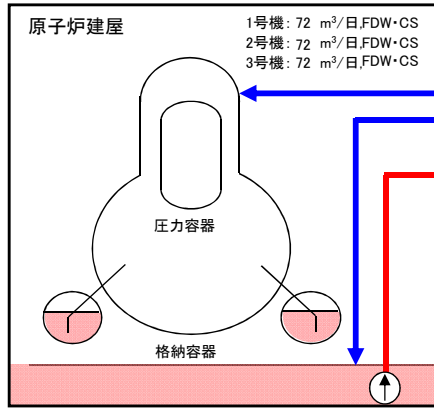 原子炉建屋
1号機: 72 m³/日,FDW・CS
2号機: 72 m³/日,FDW・CS
3号機: 72 m³/日,FDW・CS
圧力容器
格納容器